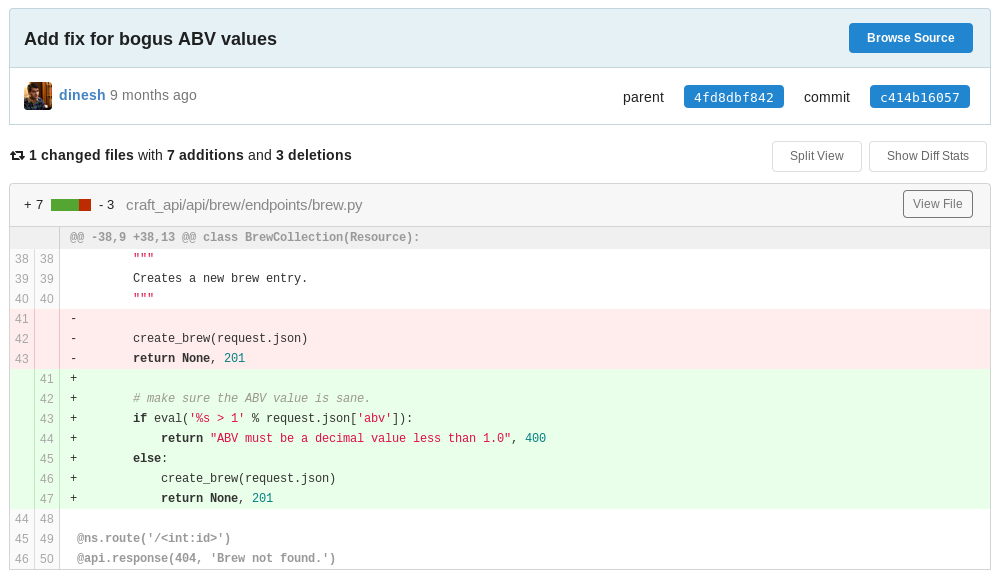 Add fix for bogus ABV values
Browse Source
dinesh 9 months ago
parent 4fd8dbf842 commit c414b16057
1 changed files with 7 additions and 3 deletions
Split View Show Diff Stats
+ 7 - 3 craft_api/api/brew/endpoints/brew.py View File
@@ -38,9 +38,13 @@ class BrewCollection(Resource):
38 38 """
39 39 Creates a new brew entry.
40 40 """
41 -
42 - create_brew(request.json)
43 - return None, 201
41 +
42 + # make sure the ABV value is sane.
43 + if eval('%s > 1' % request.json['abv']):
44 + return "ABV must be a decimal value less than 1.0", 400
45 + else:
46 + create_brew(request.json)
47 + return None, 201
44 48
45 49 @ns.route('/<int:id>')
46 50 @api.response(404, 'Brew not found.')